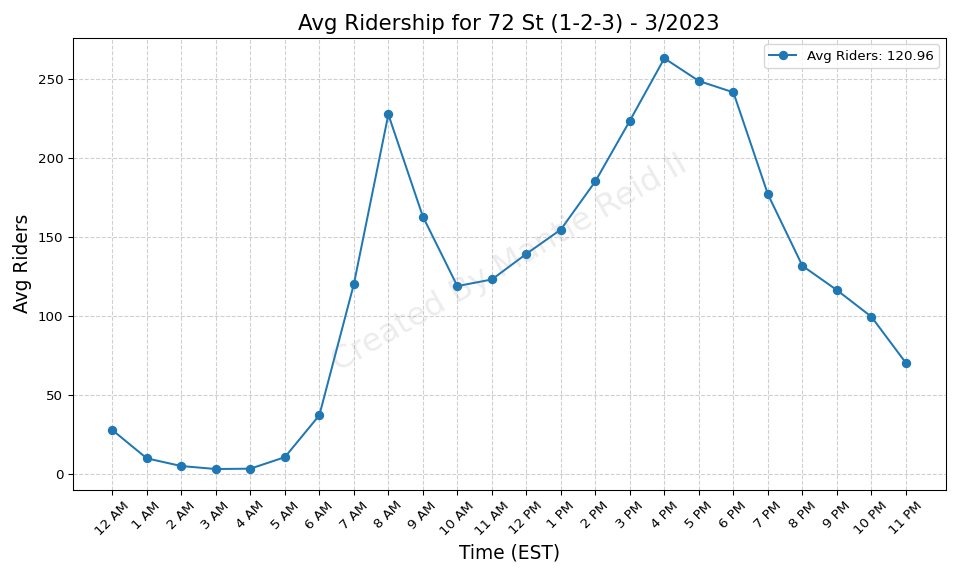 Avg Ridership for 72 St (1-2-3) - 3/2023
Avg Riders: 120.96
Avg Riders
250
200
150
100
50
0
Created By Mantie Reid II
12 AM
1 AM
2 AM
3 AM
4 AM
5 AM
6 AM
7 AM
8 AM
9 AM
10 AM
11 AM
12 PM
1 PM
2 PM
3 PM
4 PM
5 PM
6 PM
7 PM
8 PM
9 PM
10 PM
11 PM
Time (EST)